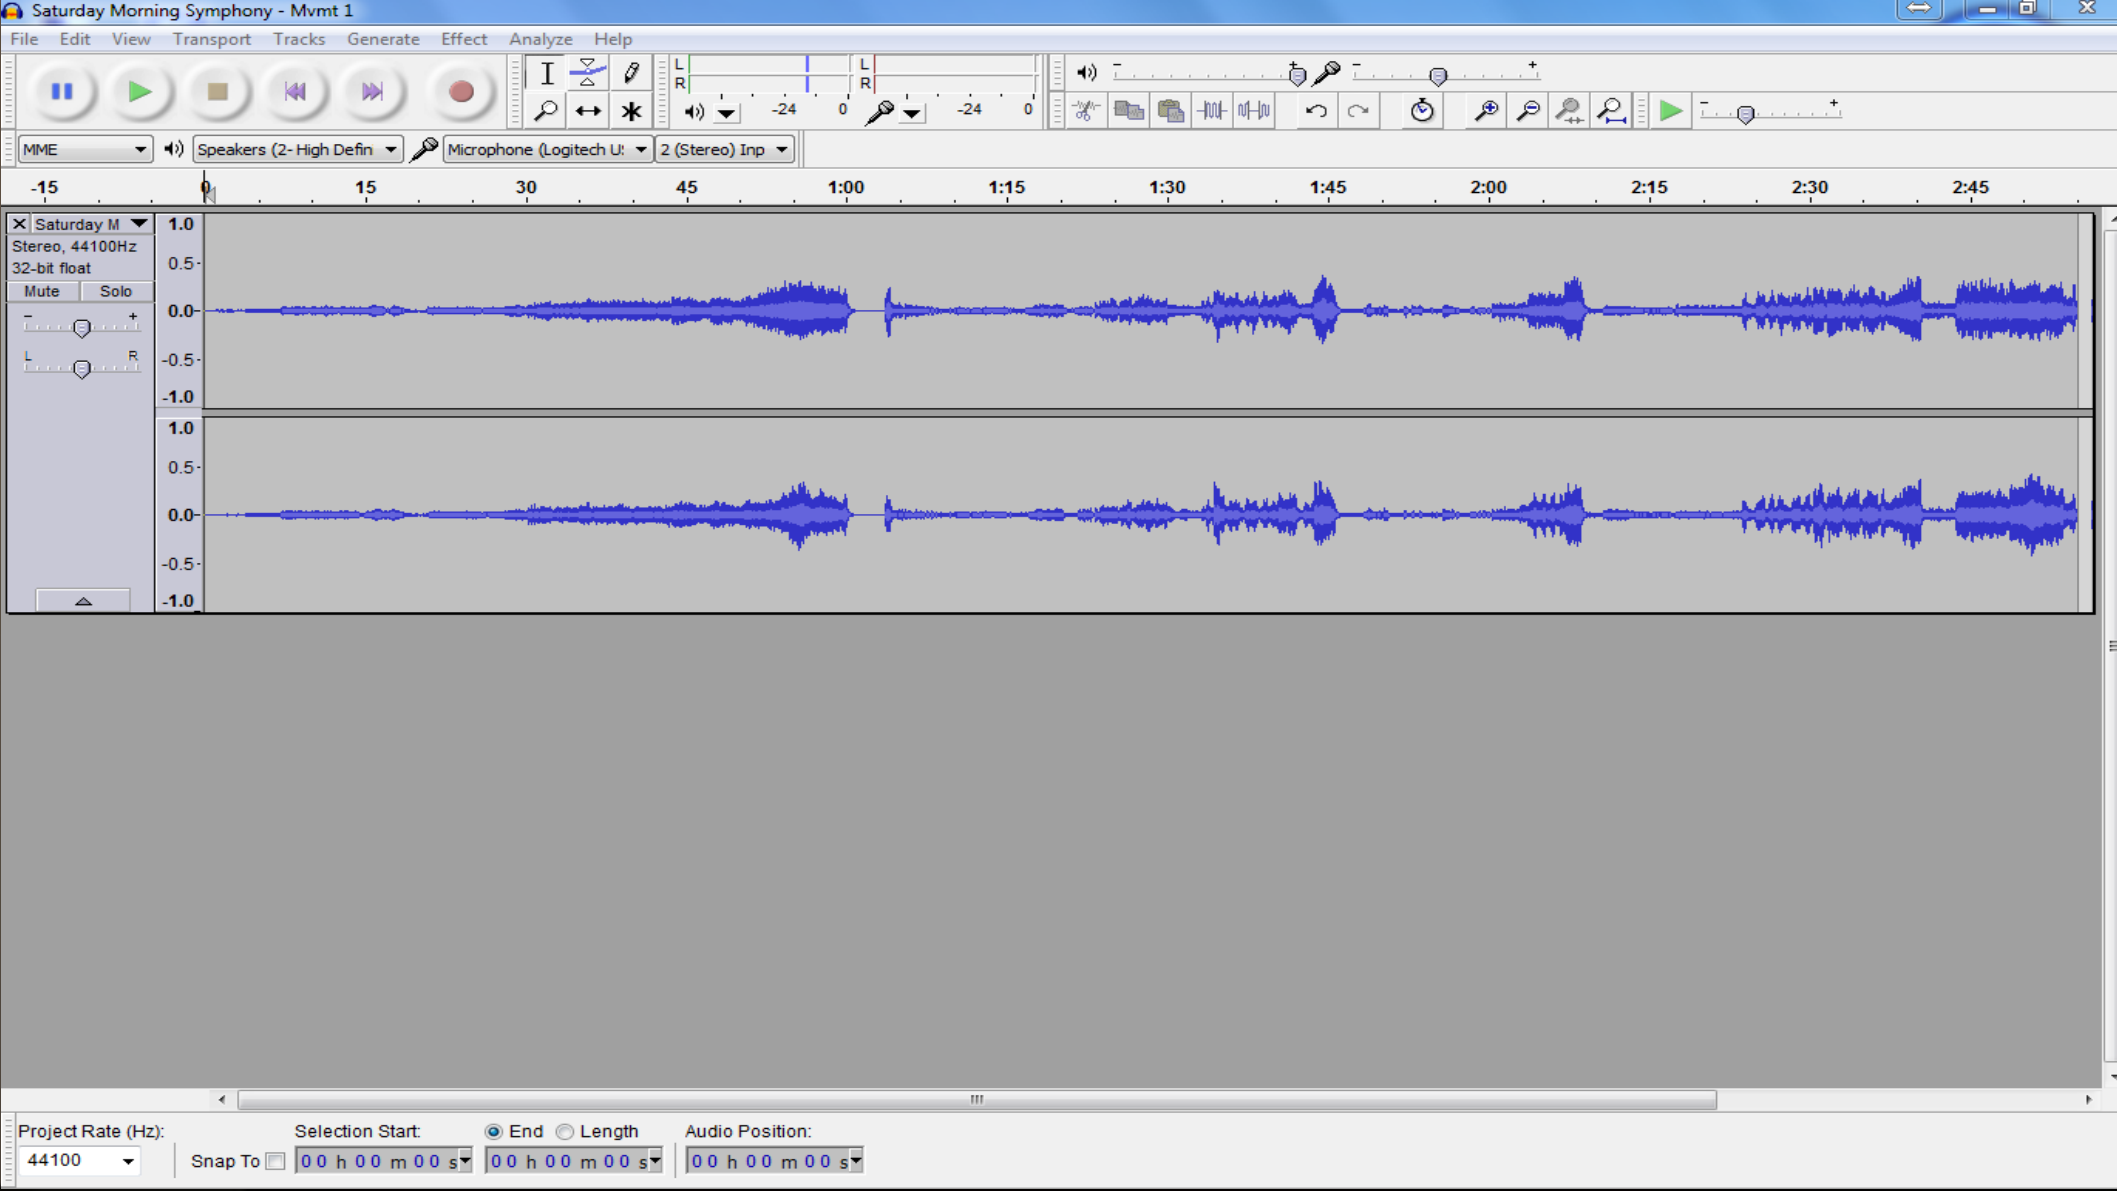 Saturday Morning Symphony - Mvmt 1
File Edit View Transport Tracks Generate Effect Analyze Help
L L
R R
-24 0 -24 0
MME Speakers (2- High Defin Microphone (Logitech U: 2 (Stereo) Inp
-15 0 15 30 45 1:00 1:15 1:30 1:45 2:00 2:15 2:30 2:45
Saturday M
Stereo, 44100Hz
32-bit float
Mute Solo
- +
L R
1.0
0.5-
0.0-
-0.5-
-1.0
1.0
0.5-
0.0-
-0.5-
-1.0
Project Rate (Hz): Selection Start: End Length Audio Position:
44100 Snap To 00 h 00 m 00 s 00 h 00 m 00 s 00 h 00 m 00 s